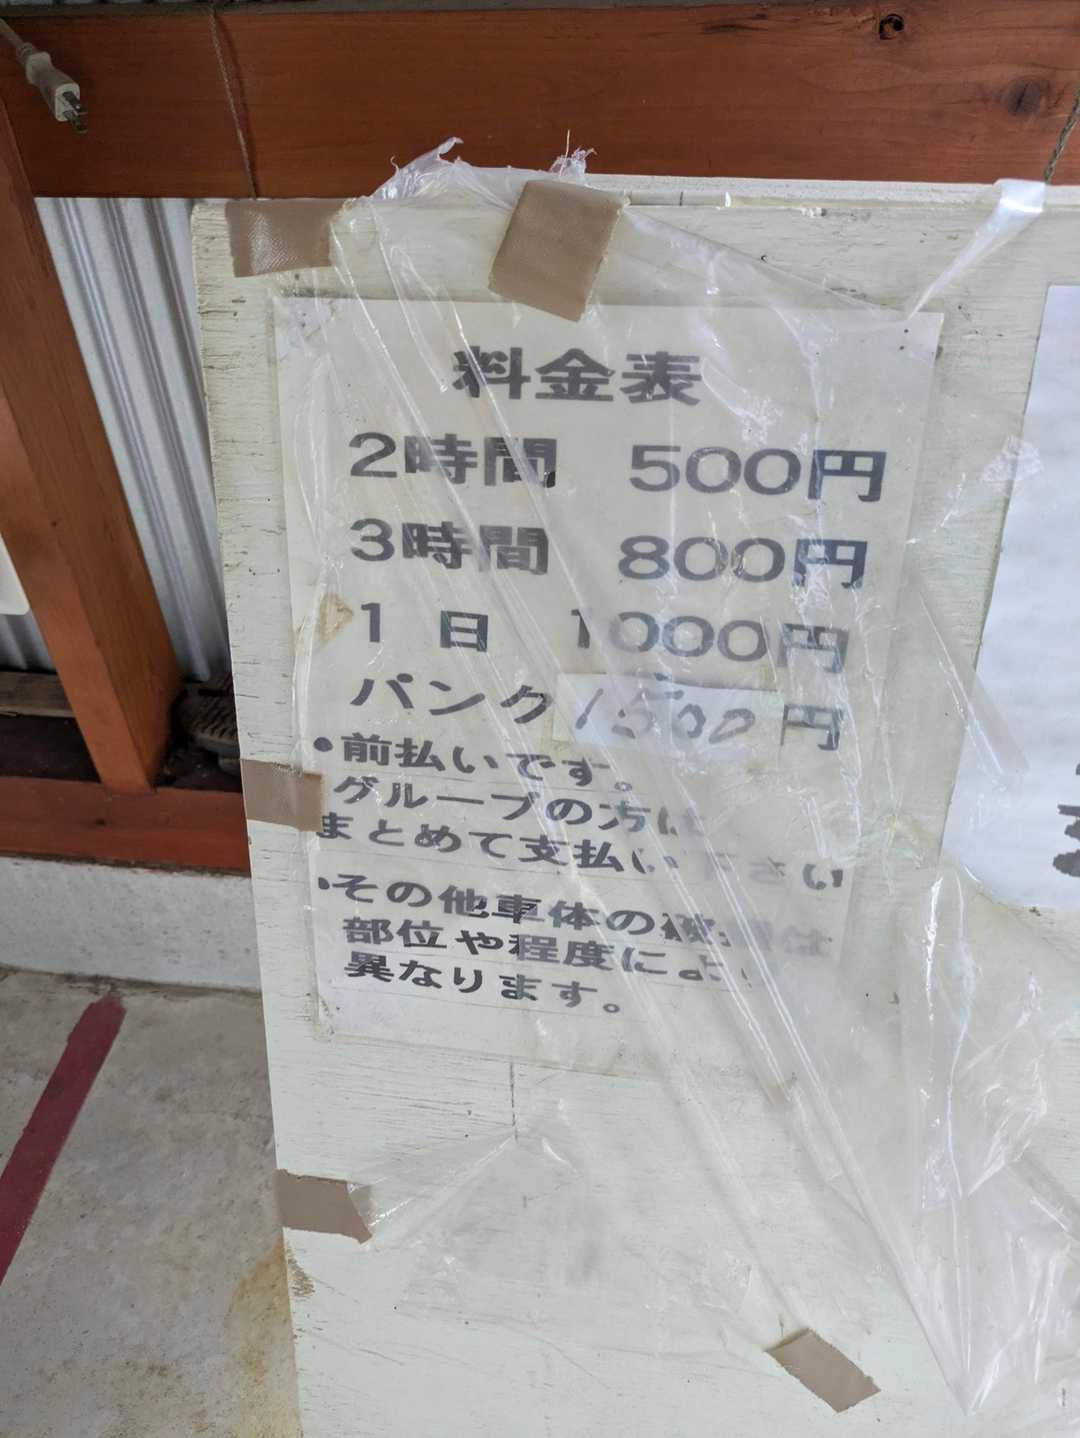 料金表
2時間 500円
3時間 800円
1日 1000円
パンク 1500円
・前払いです。
グループの方は
まとめて支払い下さい
・その他車体の破損は
部位や程度により
異なります。